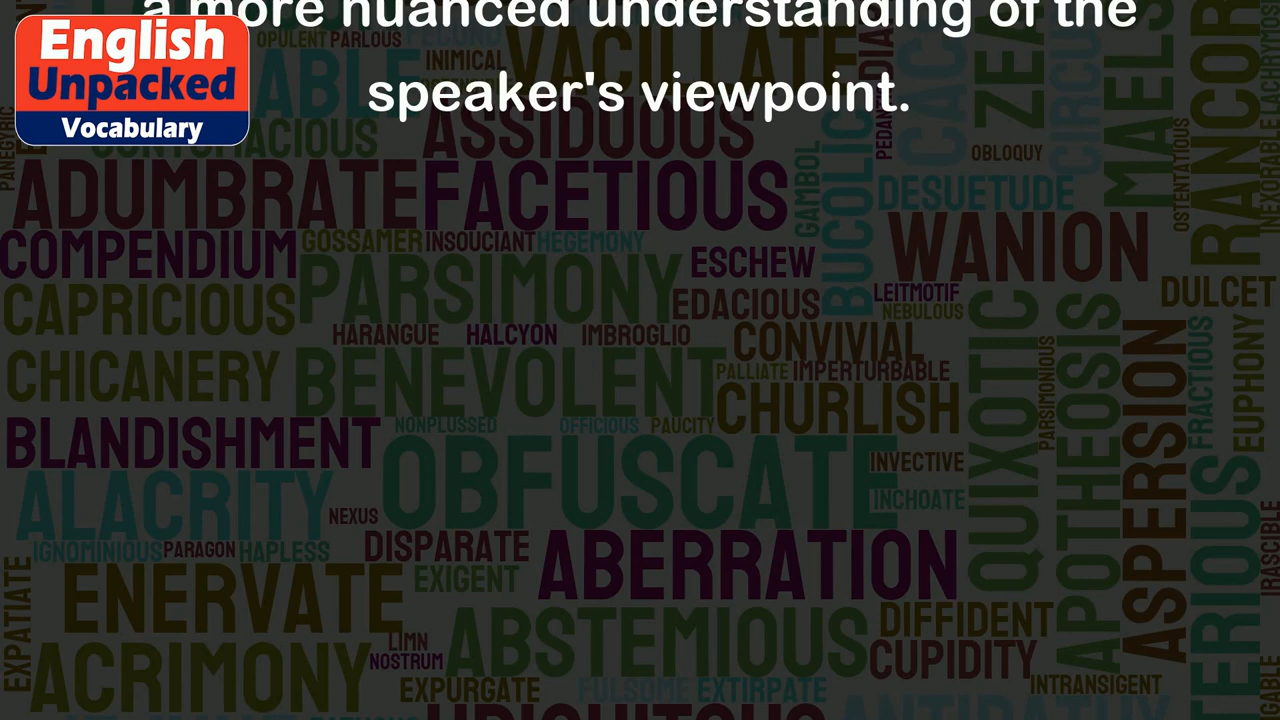 a more nuanced understanding of the
speaker's viewpoint.
English
Unpacked
Vocabulary
OPULENT PARLOUS
INIMICAL
VACILLATE
ASSIDUOUS
ADUMBRATE FACETIOUS
COMPENDIUM GOSSAMER INSOUCIANT HEGEMONY
PARSIMONY ESCHEW
CAPRICIOUS EDACIOUS
HARANGUE HALCYON IMBROGLIO
CHICANERY BENEVOLENT CONVIVIAL
PALLIATE IMPERTURBABLE
CHURLISH
BLANDISHMENT NONPLUSSED OFFICIOUS PAUCITY
OBFUSCATE INVECTIVE
ALACRITY INCHOATE
NEXUS
IGNOMINIOUS PARAGON HAPLESS DISPARATE ABERRATION
ENERVATE EXIGENT
ABSTEMIOUS DIFFIDENT
LIMN
ACRIMONY NOSTRUM CUPIDITY
EXPURGATE FULSOME EXTIRPATE INTRANSIGENT
EXPATIATE
GAMBOL
BUCOLIC
OBLOQUY
DESUETUDE
WANION
LEITMOTIF
NEBULOUS
DULCET
OSTENTATIOUS
RANCOR
INEXORABLE LACHRYMOSE
QUIXOTIC
PARSIMONIOUS
APOTHEOSIS
ASPERSION
FRACTIOUS
EUPHONY
IRASCIBLE
PANEGYRIC